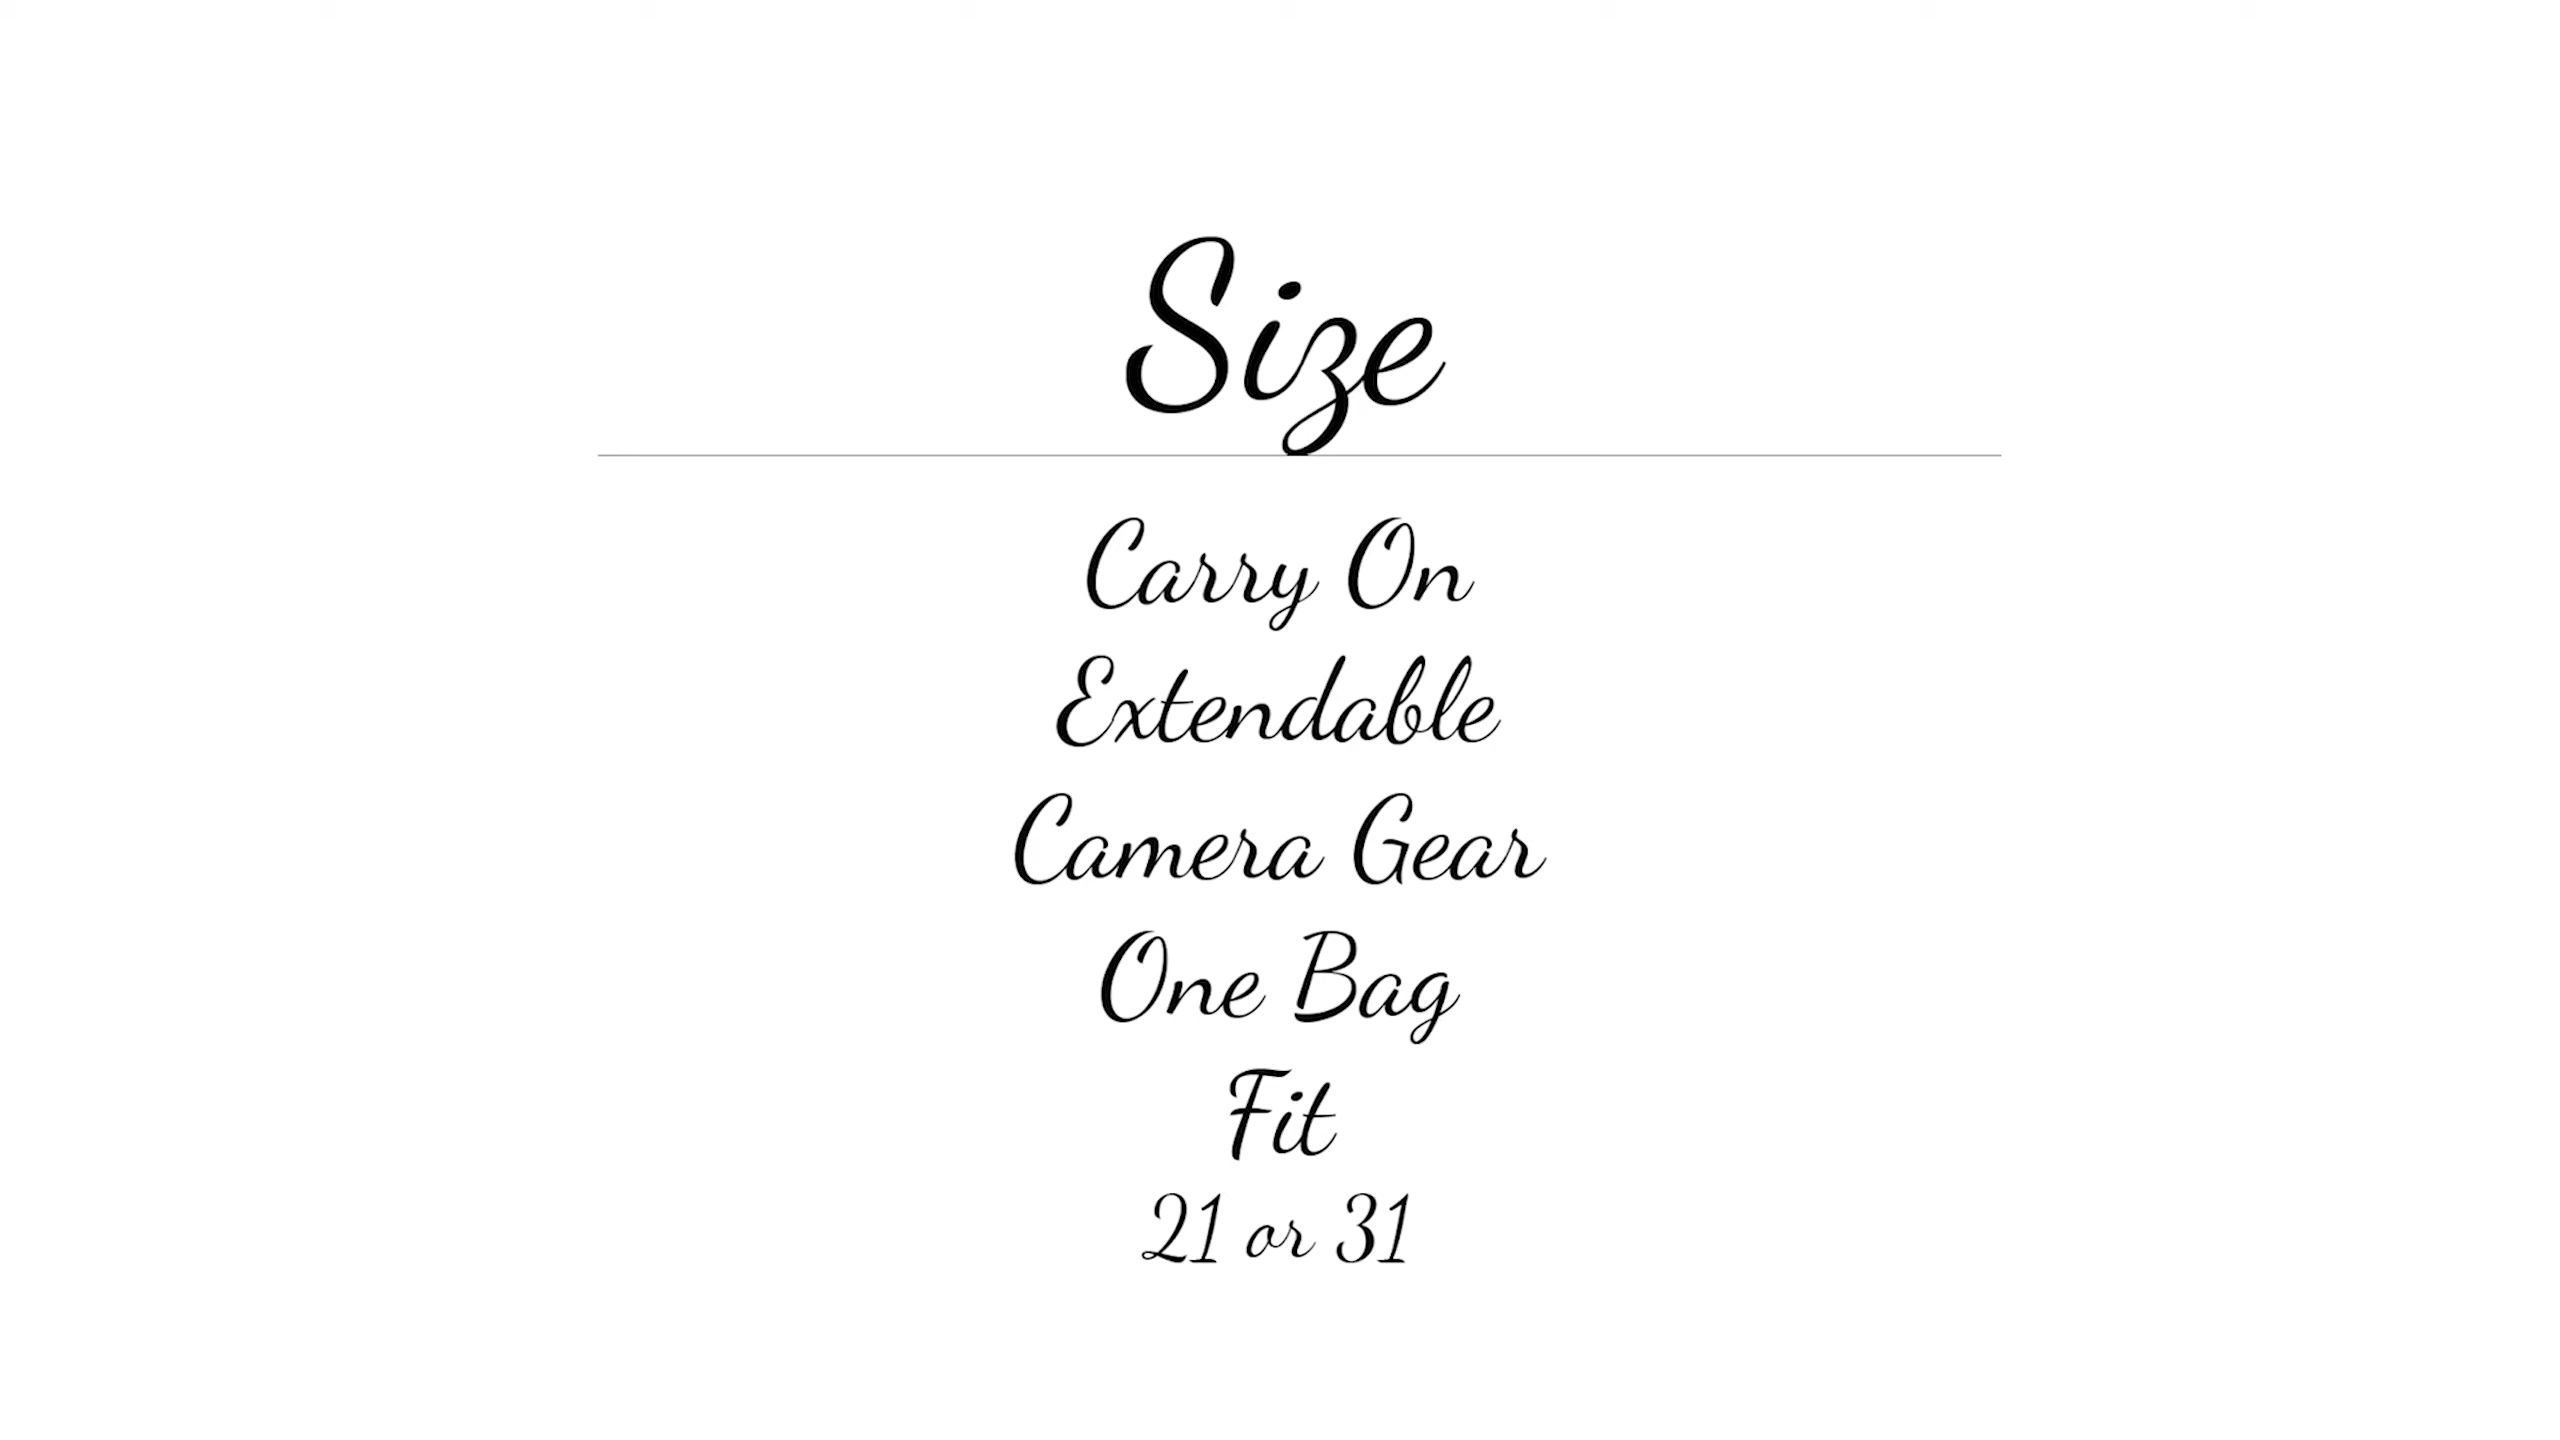 Size
Carry On
Extendable
Camera Gear
One Bag
Fit
21 or 31